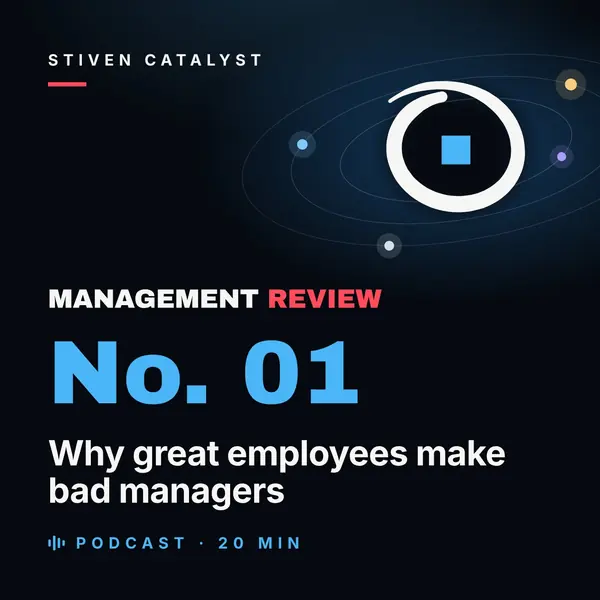 STIVEN CATALYST
MANAGEMENT REVIEW
No. 01
Why great employees make
bad managers
PODCAST · 20 MIN